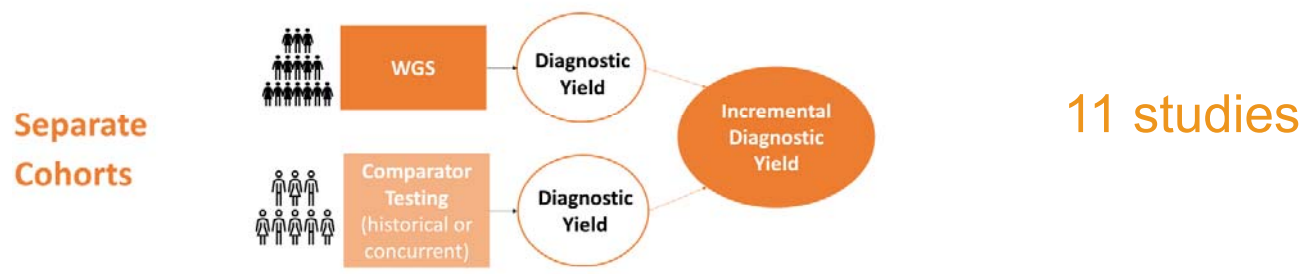 Separate
Cohorts
WGS
Diagnostic
Yield
Comparator
Testing
(historical or
concurrent)
Diagnostic
Yield
Incremental
Diagnostic
Yield
11 studies